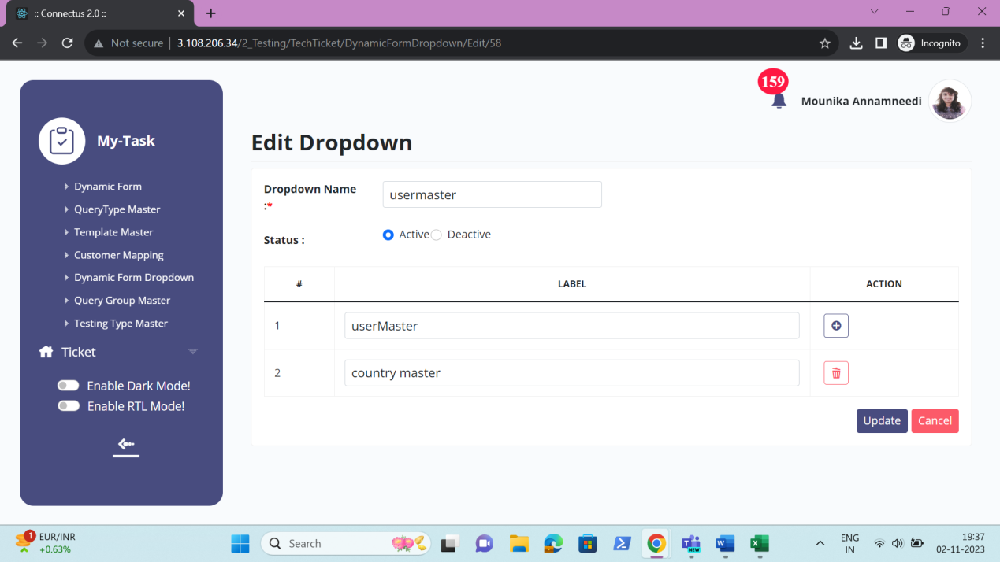 :: Connectus 2.0 ::
Not secure
3.108.206.34/2_Testing/TechTicket/DynamicFormDropdown/Edit/58
Incognito
159
Mounika Annamneedi
My-Task
Dynamic Form
QueryType Master
Template Master
Customer Mapping
Dynamic Form Dropdown
Query Group Master
Testing Type Master
Ticket
Enable Dark Mode!
Enable RTL Mode!
Edit Dropdown
Dropdown Name
:*
usermaster
Status :
Active
Deactive
# LABEL ACTION
1 userMaster
2 country master
Update
Cancel
1
EUR/INR
+0.63%
Search
NEW
ENG
IN
19:37
02-11-2023